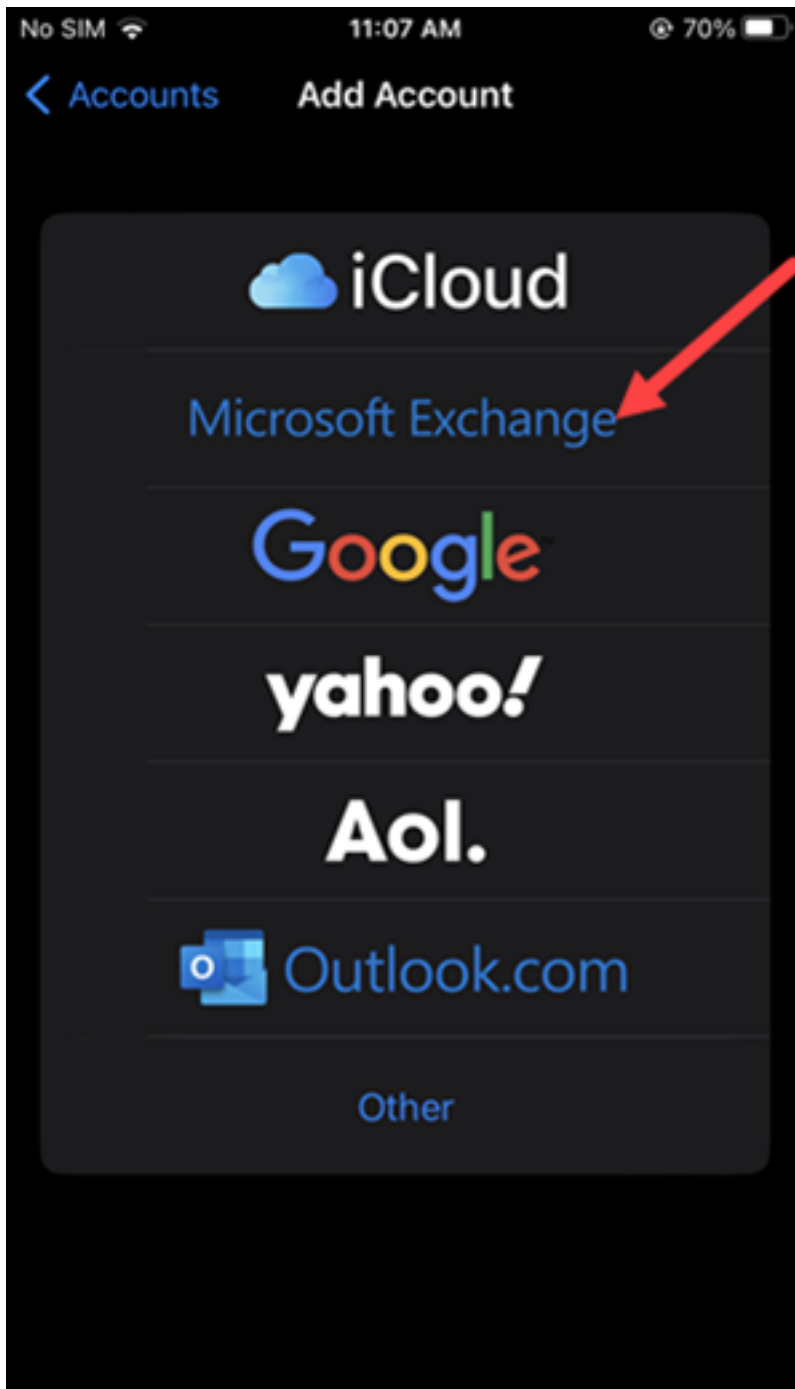 No SIM 11:07 AM 70%
Accounts Add Account
iCloud
Microsoft Exchange
Google
yahoo!
Aol.
Outlook.com
Other